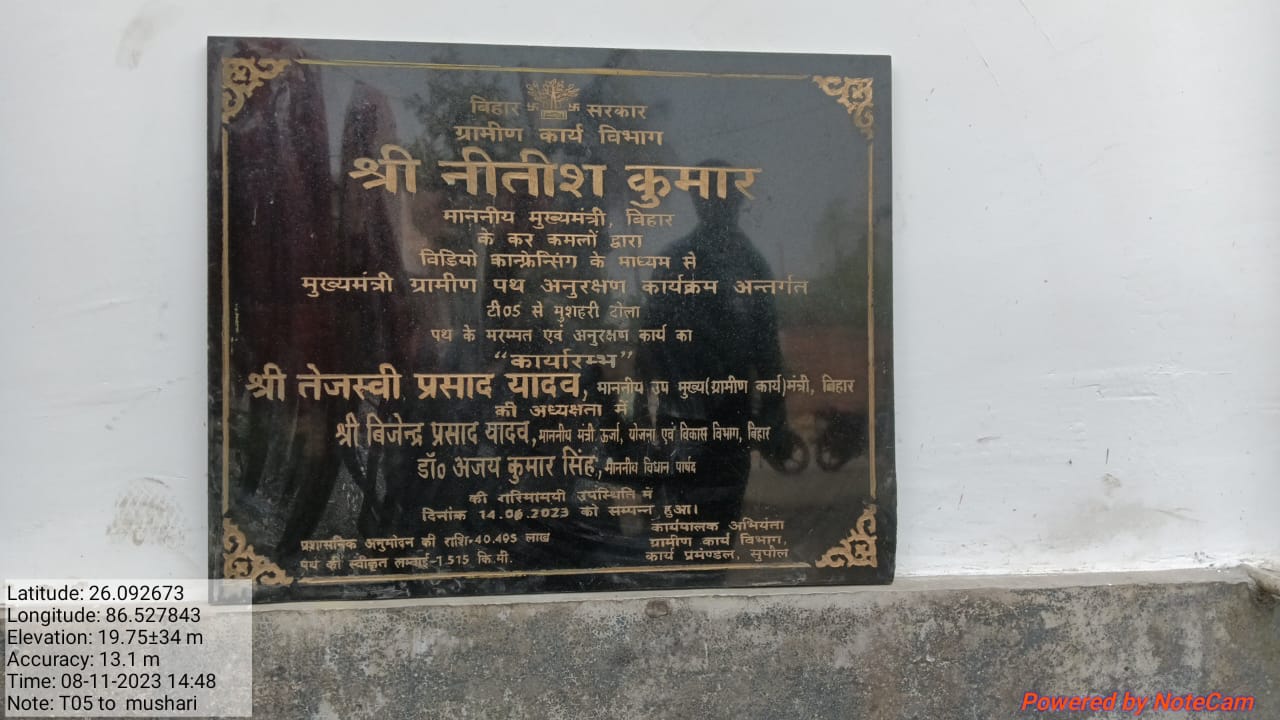 बिहार सरकार
ग्रामीण कार्य विभाग
श्री नीतीश कुमार
माननीय मुख्यमंत्री, बिहार
के कर कमलों द्वारा
विडियो कान्फ्रेन्सिंग के माध्यम से
मुख्यमंत्री ग्रामीण पथ अनुरक्षण कार्यक्रम अन्तर्गत
टी05 से मुशहरी टोला
पथ के मरम्मत एवं अनुरक्षण कार्य का
“कार्यारम्भ”
श्री तेजस्वी प्रसाद यादव, माननीय उप मुख्य(ग्रामीण कार्य)मंत्री, बिहार
की अध्यक्षता में
श्री बिजेन्द्र प्रसाद यादव, माननीय मंत्री ऊर्जा, योजना एवं विकास विभाग, बिहार
डॉ० अजय कुमार सिंह, माननीय विधान पार्षद
की गरिमामयी उपस्थिति में
दिनांक 14.06.2023 को सम्पन्न हुआ।
प्रशासनिक अनुमोदन की राशि-40.495 लाख
पथ की स्वीकृत लम्बाई-1.515 कि.मी.
कार्यपालक अभियंता
ग्रामीण कार्य विभाग,
कार्य प्रमंडल, सुपौल
Latitude: 26.092673
Longitude: 86.527843
Elevation: 19.75±34 m
Accuracy: 13.1 m
Time: 08-11-2023 14:48
Note: T05 to mushari
Powered by NoteCam